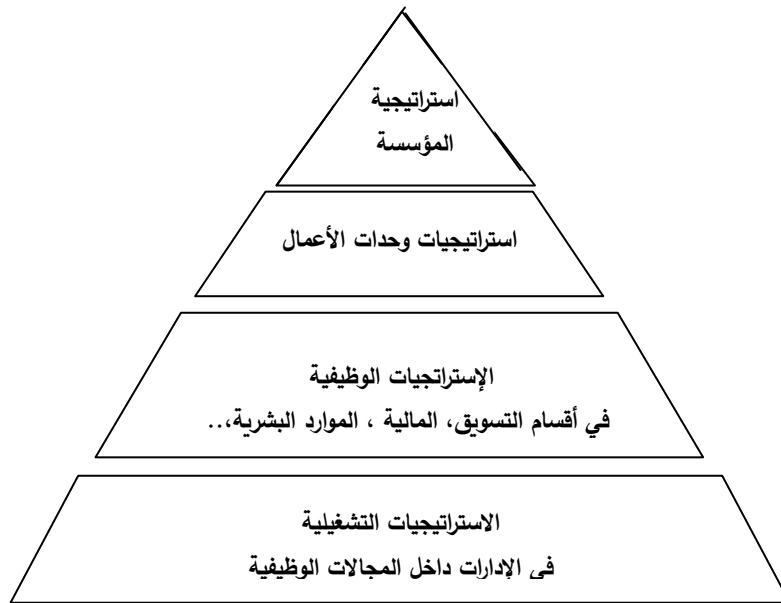 استراتيجية
المؤسسة
استراتيجيات وحدات الأعمال
الإستراتجيات الوظيفية
في أقسام التسويق، المالية ، الموارد البشرية،..
الاستراتيجيات التشغيلية
في الإدارات داخل المجالات الوظيفية